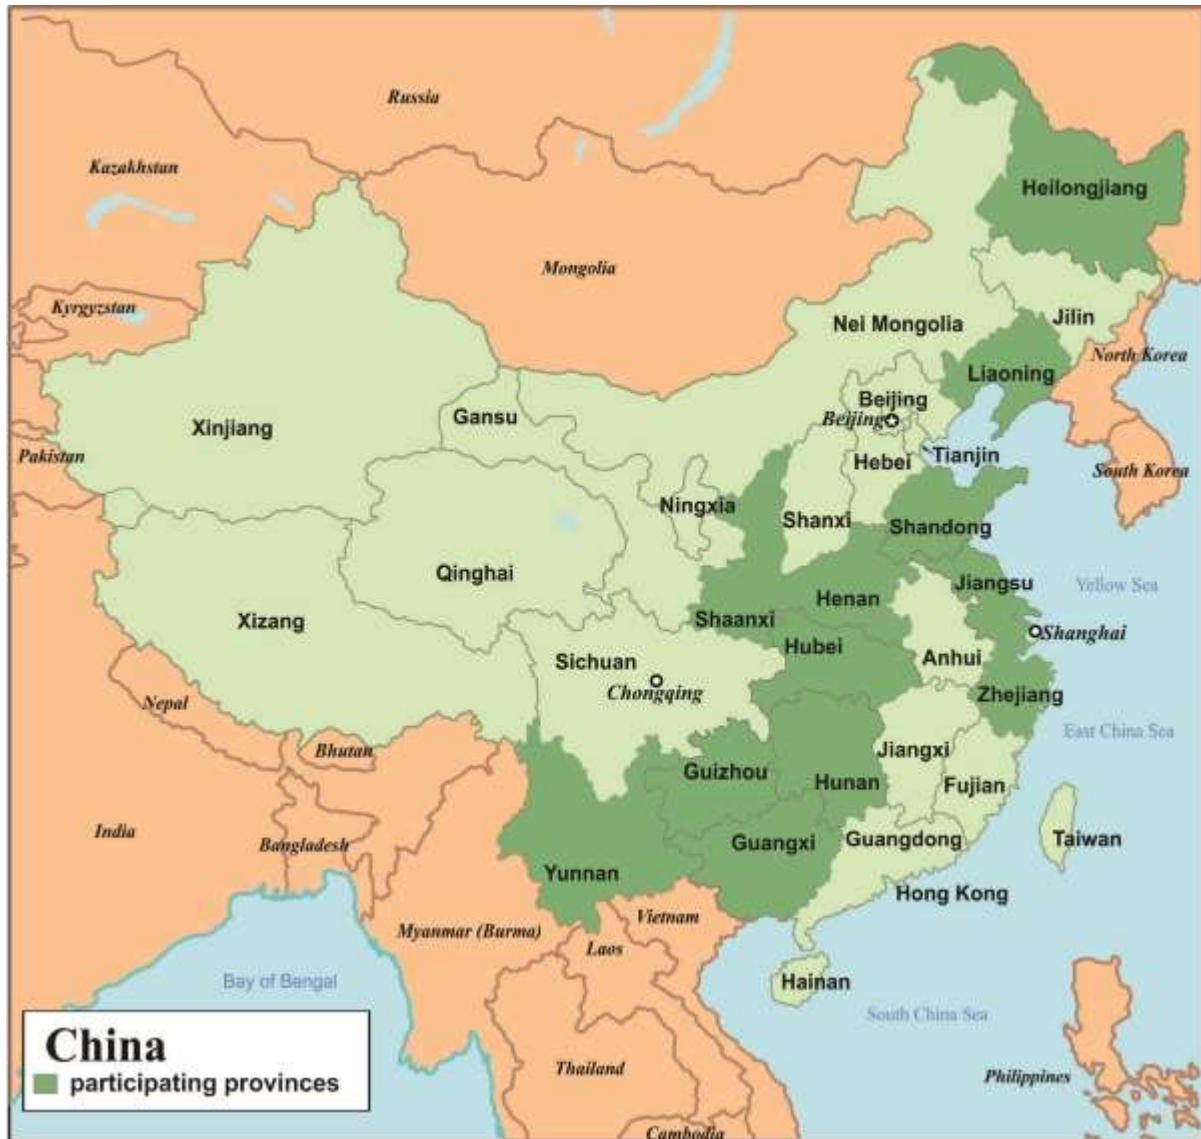 Russia
Kazakhstan
Heilongjiang
Mongolia
Kyrgyzstan
Nei Mongolia
Jilin
North Korea
Liaoning
Beijing
Beijing
Gansu
Xinjiang
Pakistan
Hebei
Tianjin
South Korea
Ningxia
Shanxi
Shandong
Qinghai
Jiangsu
Yellow Sea
Henan
Xizang
Shaanxi
Shanghai
Hubei
Anhui
Sichuan
Chongqing
Zhejiang
Nepal
East China Sea
Bhutan
Jiangxi
Guizhou
Hunan
Fujian
India
Bangladesh
Guangxi
Guangdong
Taiwan
Yunnan
Hong Kong
Vietnam
Myanmar (Burma)
Laos
Bay of Bengal
Hainan
South China Sea
China
participating provinces
Thailand
Philippines
Cambodia